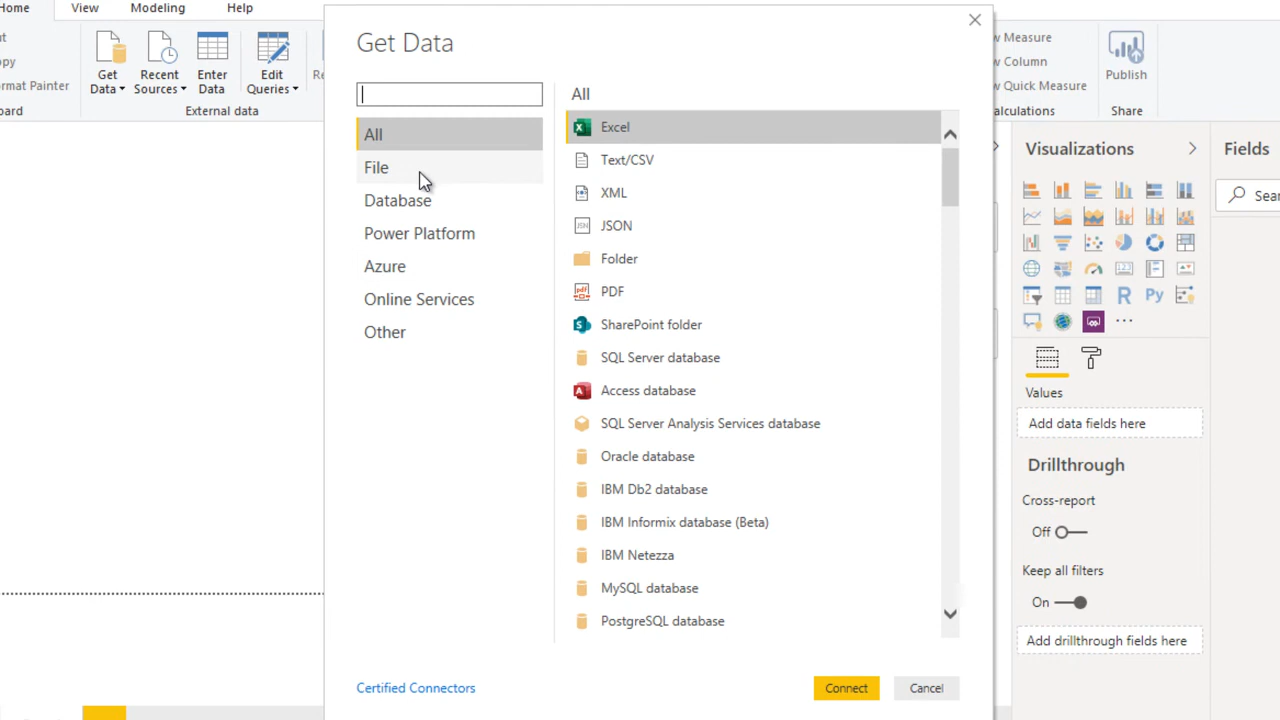 Home View Modeling Help
Get Data
Recent Sources
Enter Data
Edit Queries
Format Painter
External data
Get Data
All
File
Database
Power Platform
Azure
Online Services
Other
All
Excel
Text/CSV
XML
JSON
Folder
PDF
SharePoint folder
SQL Server database
Access database
SQL Server Analysis Services database
Oracle database
IBM Db2 database
IBM Informix database (Beta)
IBM Netezza
MySQL database
PostgreSQL database
Certified Connectors
Connect
Cancel
w Measure
w Column
w Quick Measure
alculations
Publish
Share
Visualizations
R Py
Values
Add data fields here
Drillthrough
Cross-report
Off
Keep all filters
On
Add drillthrough fields here
Fields
Sear